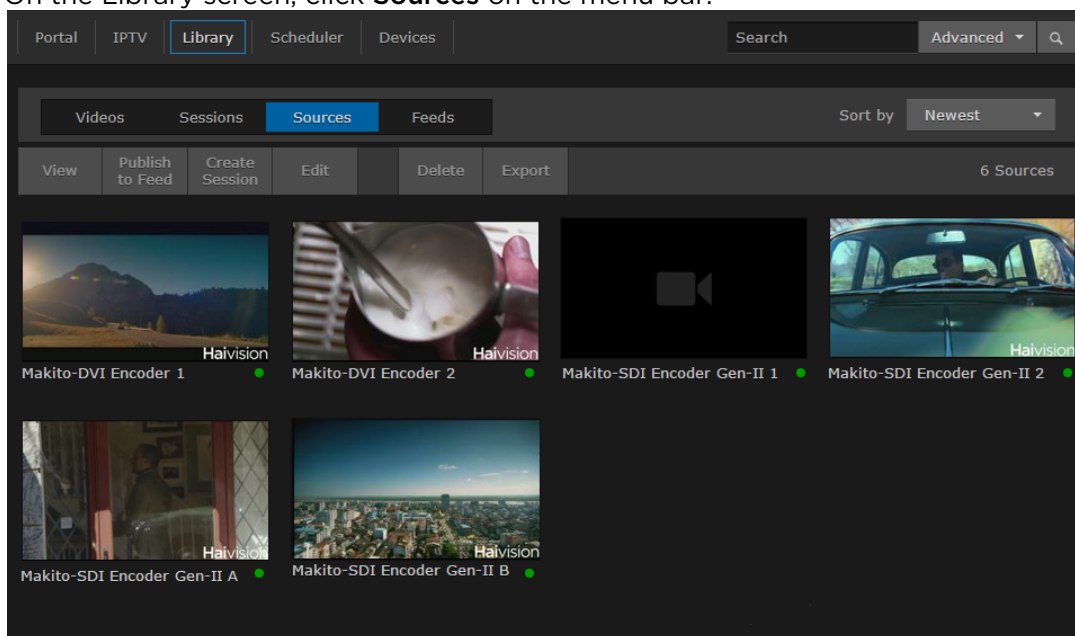 On the Library screen, click Sources on the menu bar.
Portal IPTV Library Scheduler Devices Search Advanced
Videos Sessions Sources Feeds Sort by Newest
View Publish to Feed Create Session Edit Delete Export 6 Sources
Haivision Haivision Haivision
Makito-DVI Encoder 1 Makito-DVI Encoder 2 Makito-SDI Encoder Gen-II 1 Makito-SDI Encoder Gen-II 2
Haivision Haivision
Makito-SDI Encoder Gen-II A Makito-SDI Encoder Gen-II B